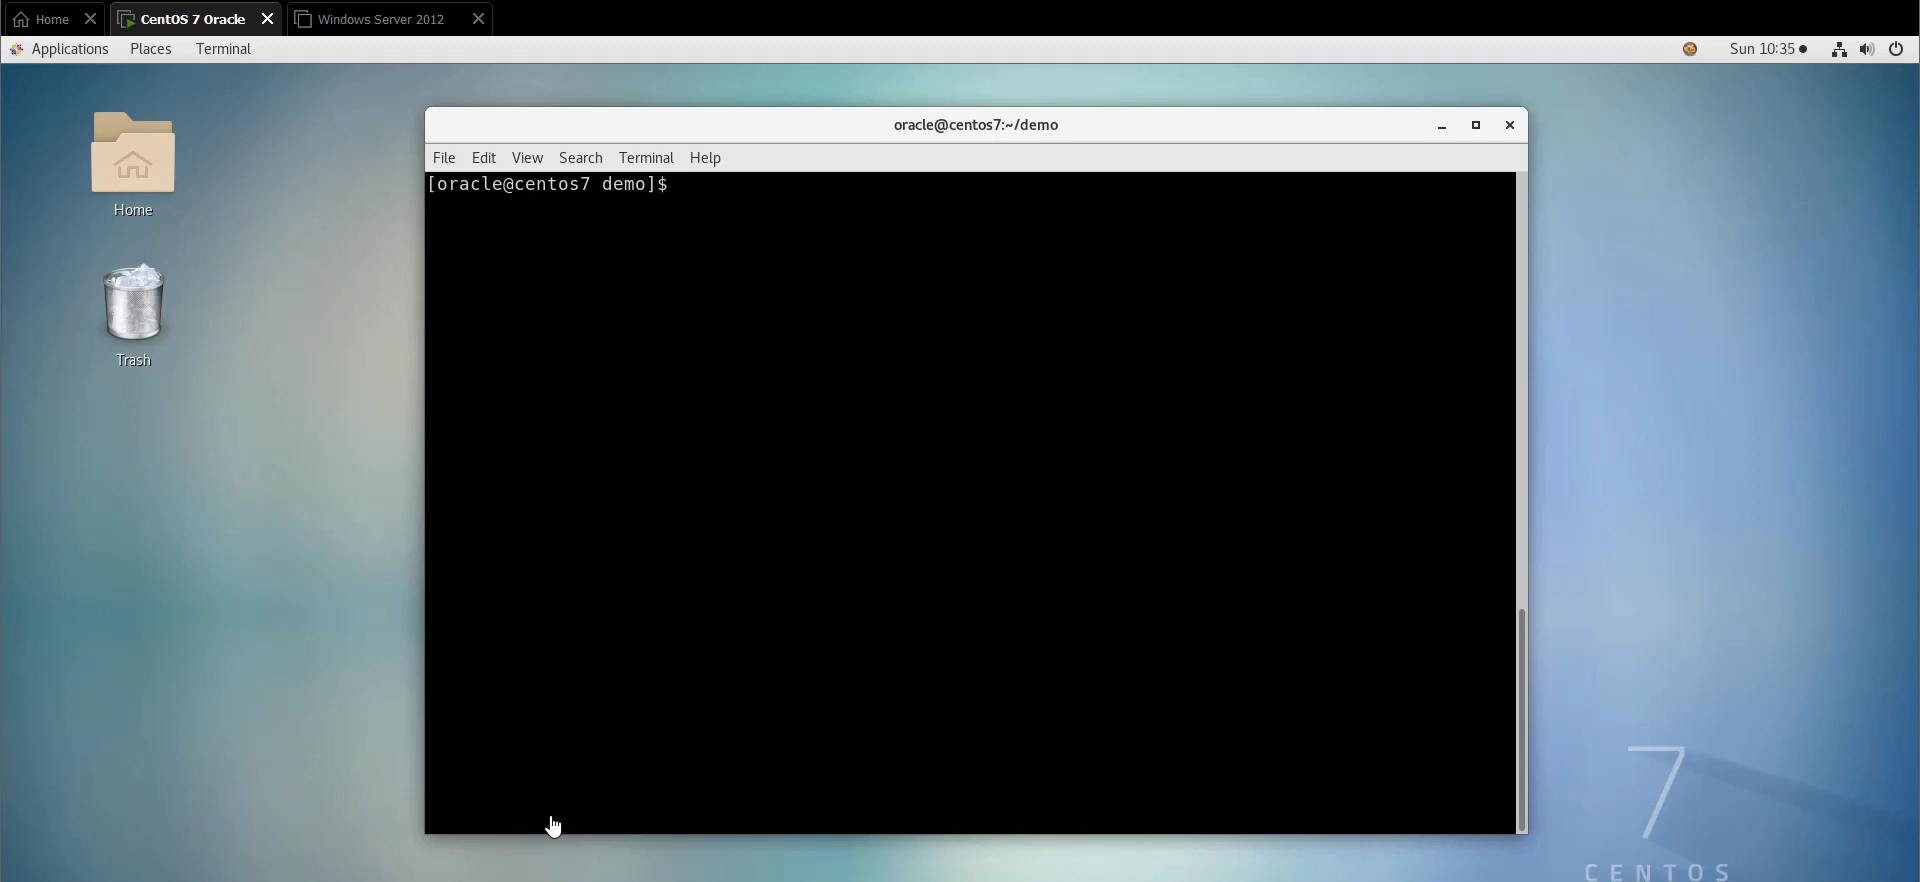 Home
CentOS 7 Oracle
Windows Server 2012
Applications Places Terminal
Sun 10:35
Home
Trash
oracle@centos7:~/demo
File Edit View Search Terminal Help
[oracle@centos7 demo]$
7
CENTOS